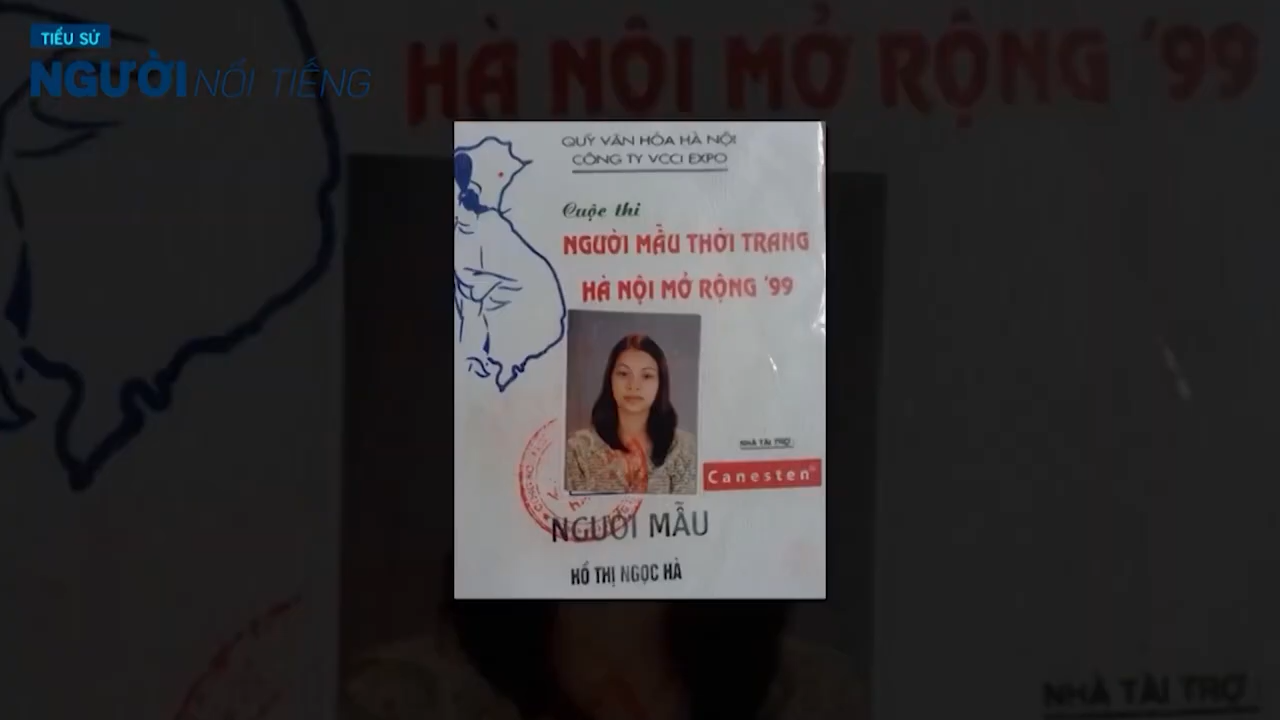 TIỂU SỬ
NGƯỜI NỔI TIẾNG
HÀ NỘI MỞ RỘNG '99
QUỸ VĂN HÓA HÀ NỘI
CÔNG TY VCCI EXPO
Cuộc thi
NGƯỜI MẪU THỜI TRANG
HÀ NỘI MỞ RỘNG '99
NHÀ TÀI TRỢ:
Canesten
NGƯỜI MẪU
HỒ THỊ NGỌC HÀ
NHÀ TÀI TRỢ :